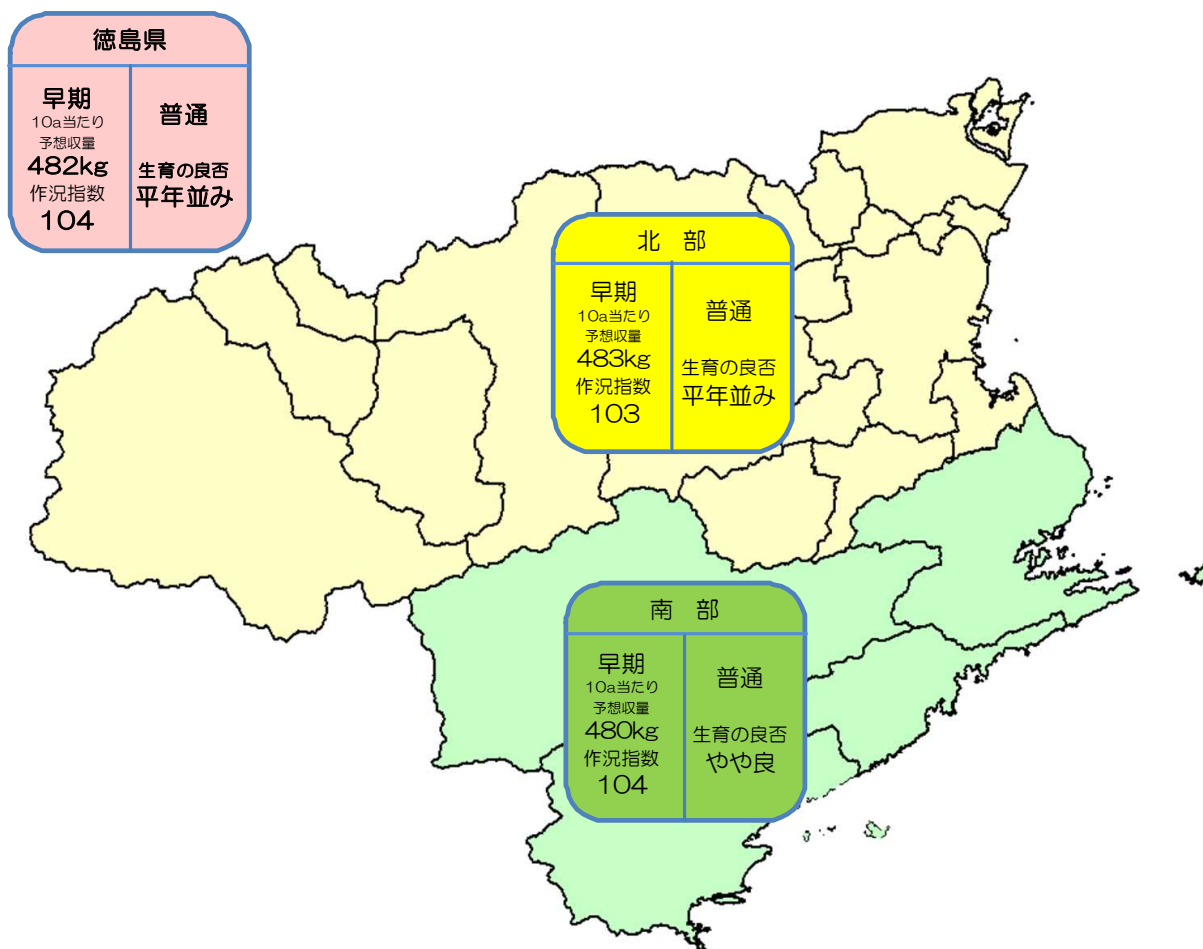 徳島県
早期
10a当たり
予想収量
482kg
作況指数
104
普通
生育の良否
平年並み
北 部
早期
10a当たり
予想収量
483kg
作況指数
103
普通
生育の良否
平年並み
南 部
早期
10a当たり
予想収量
480kg
作況指数
104
普通
生育の良否
やや良